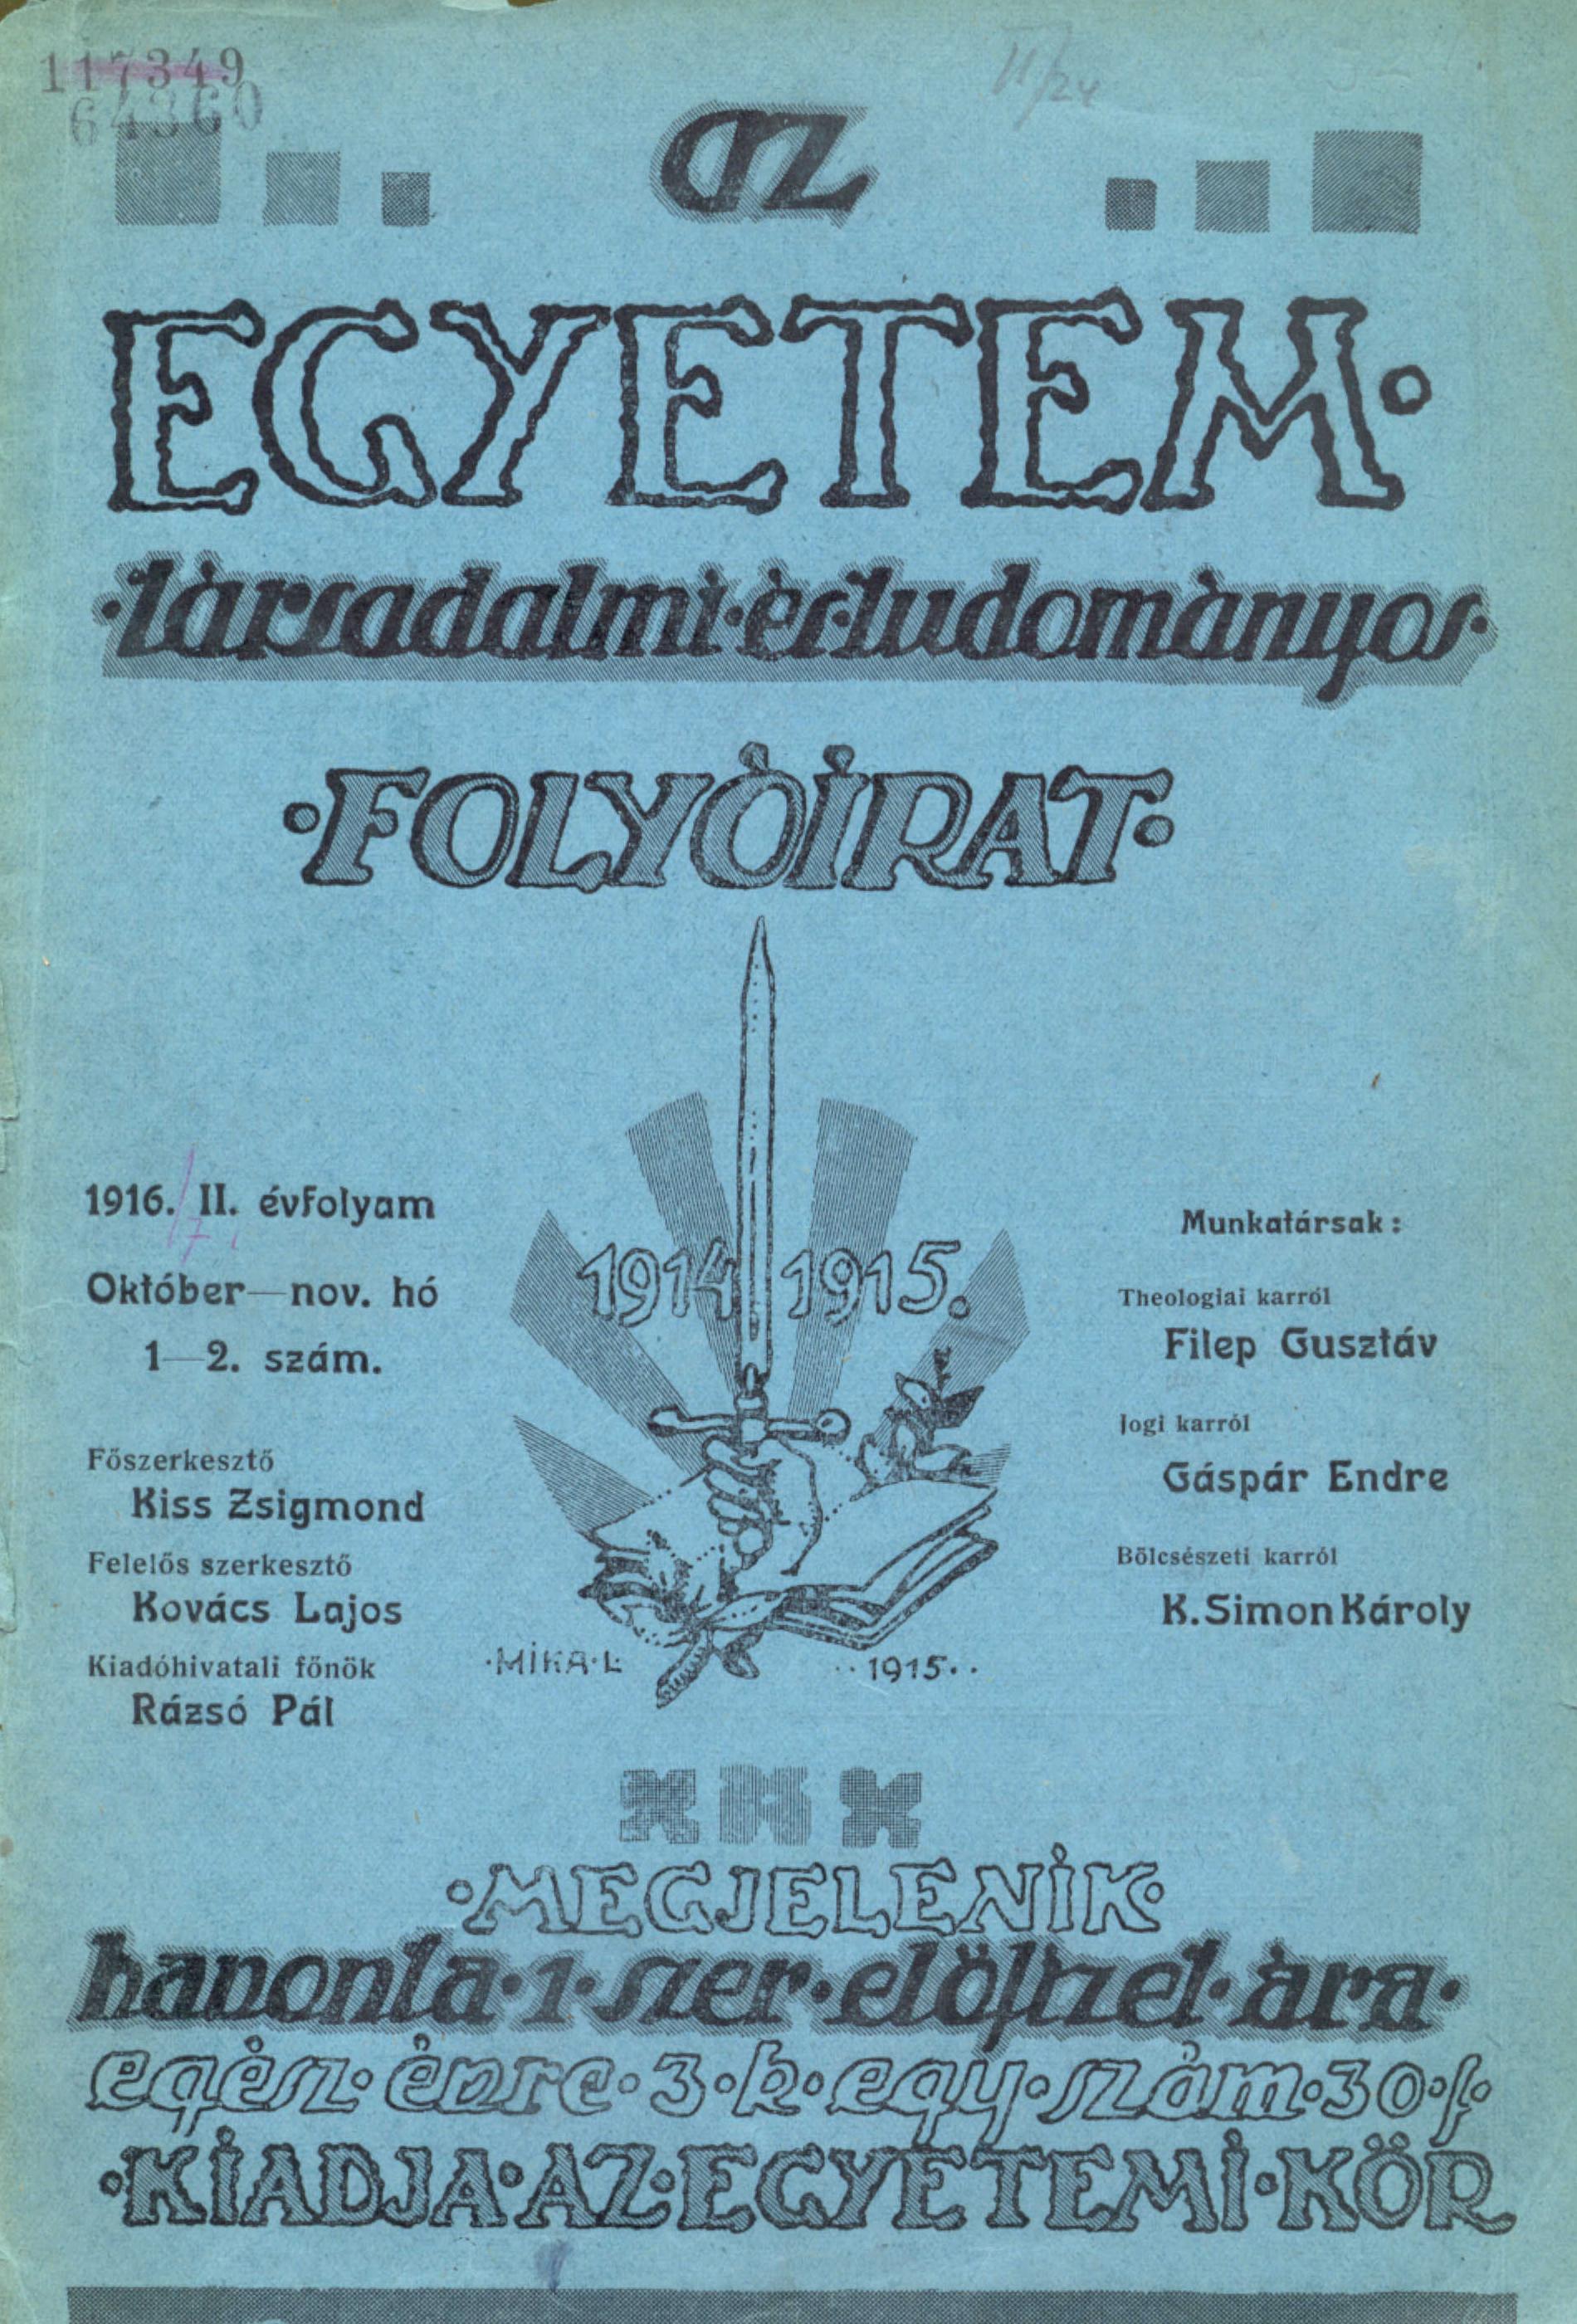 117349
64360
II/24
az
EGYETEM·
·társadalmi·és·tudományos·
·FOLYÓIRAT·
1914 1915.
1916. II. évfolyam
Október—nov. hó
1—2. szám.
Főszerkesztő
Kiss Zsigmond
Felelős szerkesztő
Kovács Lajos
Kiadóhivatali főnök
Rázsó Pál
Munkatársak:
Theologiai karról
Filep Gusztáv
Jogi karról
Gáspár Endre
Bölcsészeti karról
K. Simon Károly
·MIKA·L
··1915··
·MEGJELENIK·
havonta·1·szer·előfizet·ára·
egész·évre·3·k·egy·szám·30·f·
·KIADJA·AZ·EGYETEMI·KÖR